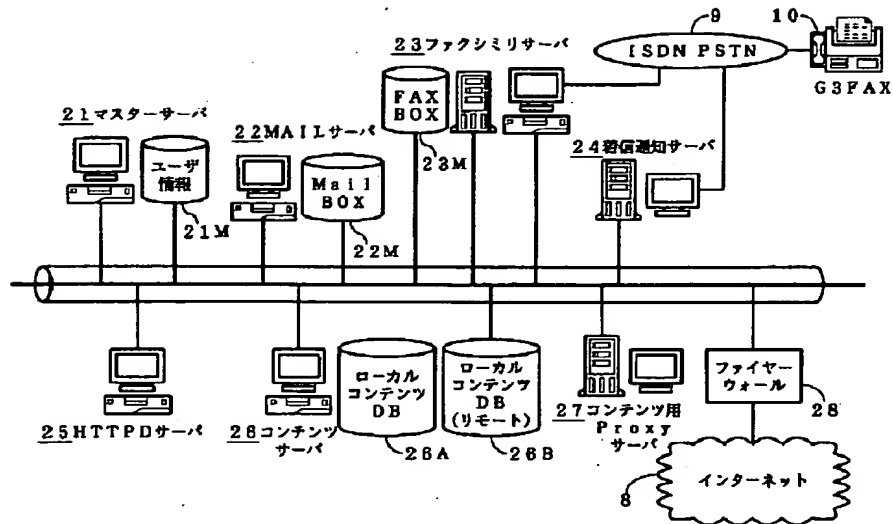 9
10
ISDN PSTN
G3FAX
23ファクシミリサーバ
FAX
BOX
23M
21マスターサーバ
ユーザ
情報
21M
22MAILサーバ
Mail
BOX
22M
24着信通知サーバ
25HTTPDサーバ
26コンテンツ
サーバ
ローカル
コンテンツ
DB
26A
ローカル
コンテンツ
DB
(リモート)
26B
27コンテンツ用
Proxy
サーバ
ファイヤー
ウォール
28
インターネット
8